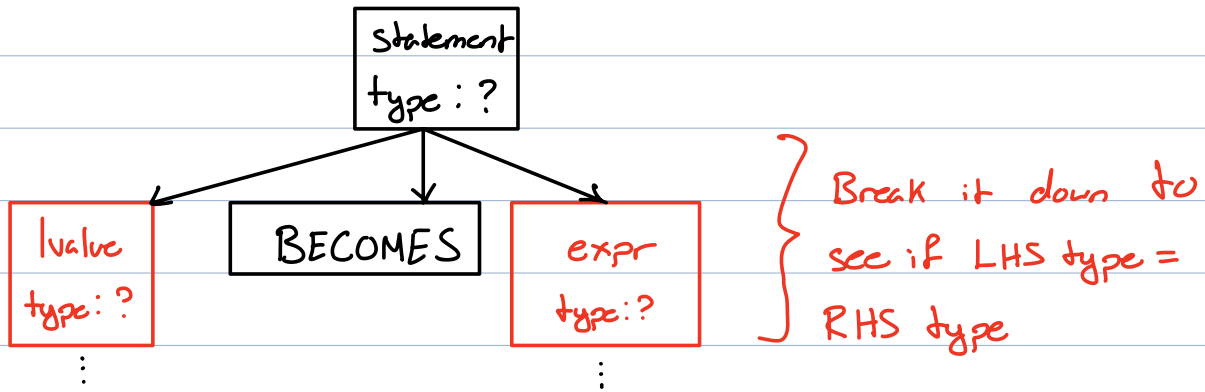 statement
type : ?
lvalue
type: ?
BECOMES
expr
type: ?
Break it down to
see if LHS type =
RHS type